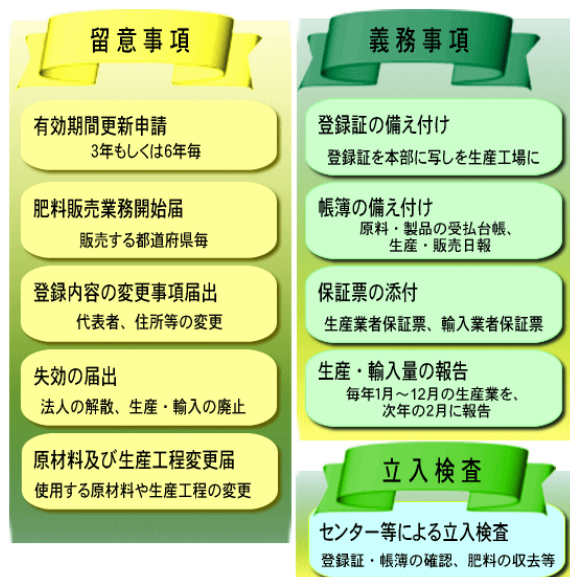 留意事項
有効期間更新申請
3年もしくは6年毎
肥料販売業務開始届
販売する都道府県毎
登録内容の変更事項届出
代表者、住所等の変更
失効の届出
法人の解散、生産・輸入の廃止
原材料及び生産工程変更届
使用する原材料や生産工程の変更
義務事項
登録証の備え付け
登録証を本部に写しを生産工場に
帳簿の備え付け
原料・製品の受払台帳、
生産・販売日報
保証票の添付
生産業者保証票、輸入業者保証票
生産・輸入量の報告
毎年1月～12月の生産業を、
次年の2月に報告
立入検査
センター等による立入検査
登録証・帳簿の確認、肥料の収去等